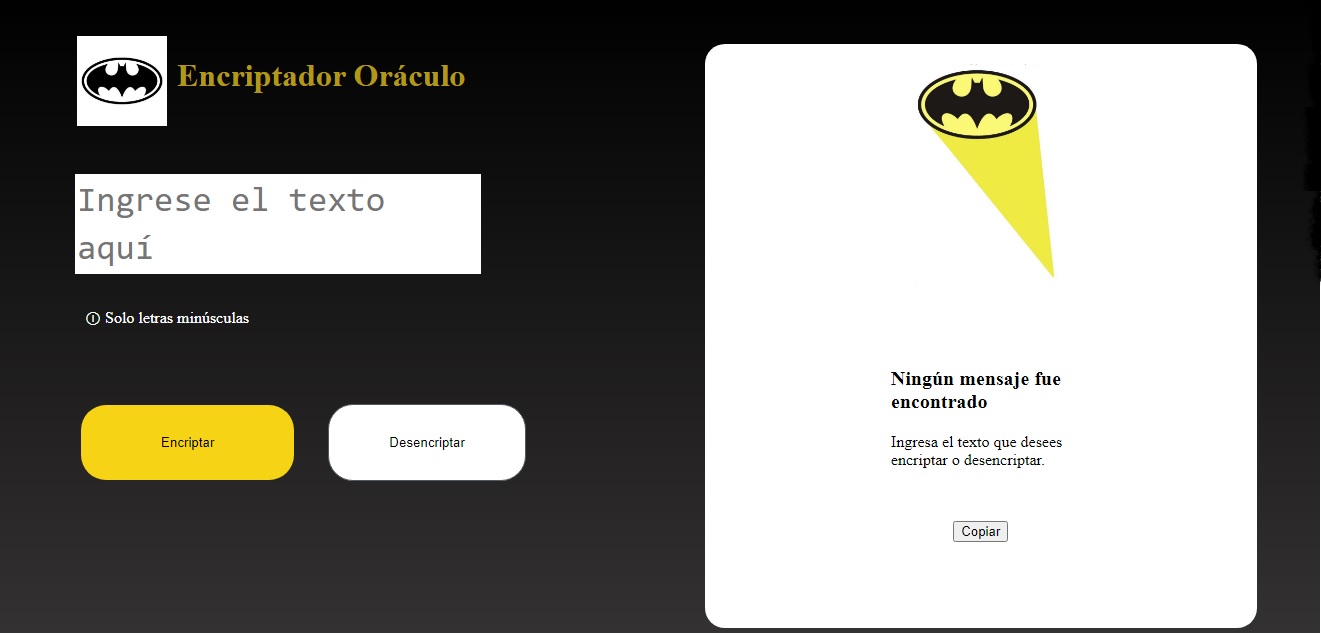 Encriptador Oráculo
Ingrese el texto
aquí
Solo letras minúsculas
Encriptar
Desencriptar
Ningún mensaje fue
encontrado
Ingresa el texto que desees
encriptar o desencriptar.
Copiar